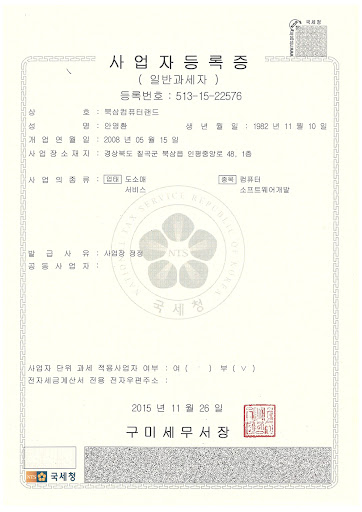 국세청
사업자등록증
( 일반과세자 )
등록번호 : 513-15-22576
상 호 : 북삼컴퓨터랜드
성 명 : 안영환 생 년 월 일 : 1982 년 11 월 10 일
개 업 연 월 일 : 2008 년 05 월 15 일
사 업 장 소 재 지 : 경상북도 칠곡군 북삼읍 인평중앙로 48, 1층
사 업 의 종 류 : 업태 도소매 종목 컴퓨터
서비스 소프트웨어개발
NATIONAL TAX SERVICE REPUBLIC OF KOREA
NTS
국세청
발 급 사 유 : 사업장 정정
공 동 사 업 자 :
사업자 단위 과세 적용사업자 여부 : 여 ( ) 부 ( ∨ )
전자세금계산서 전용 전자우편주소 :
2015 년 11 월 26 일
구미세무서장
NTS 국세청